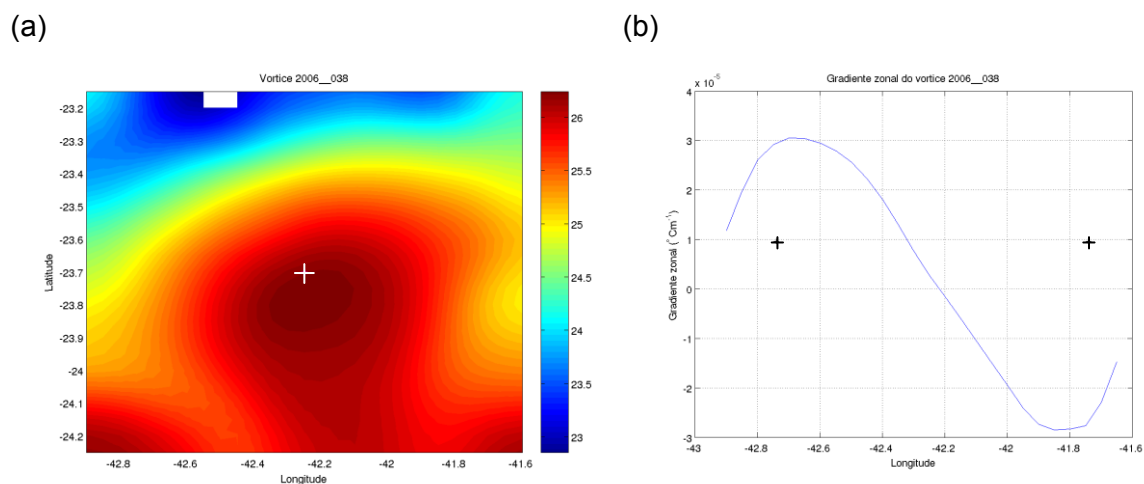 (a)
(b)
Vortice 2006__038
-23.2
-23.3
-23.4
-23.5
-23.6
-23.7
-23.8
-23.9
-24
-24.1
-24.2
Latitude
-42.8 -42.6 -42.4 -42.2 -42 -41.8 -41.6
Longitude
26
25.5
25
24.5
24
23.5
23
x 10⁻⁵
Gradiente zonal do vortice 2006__038
4
3
2
1
0
-1
-2
-3
Gradiente zonal (°Cm⁻¹)
-43 -42.8 -42.6 -42.4 -42.2 -42 -41.8 -41.6
Longitude